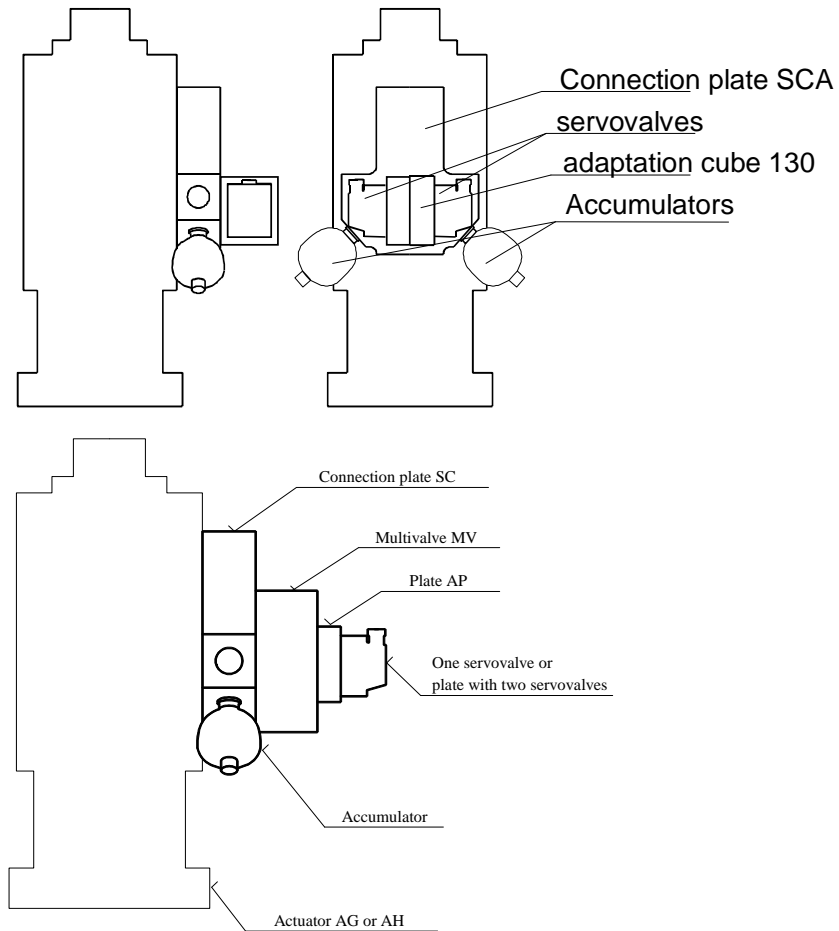 Connection plate SCA
servovalves
adaptation cube 130
Accumulators
Connection plate SC
Multivalve MV
Plate AP
One servovalve or
plate with two servovalves
Accumulator
Actuator AG or AH